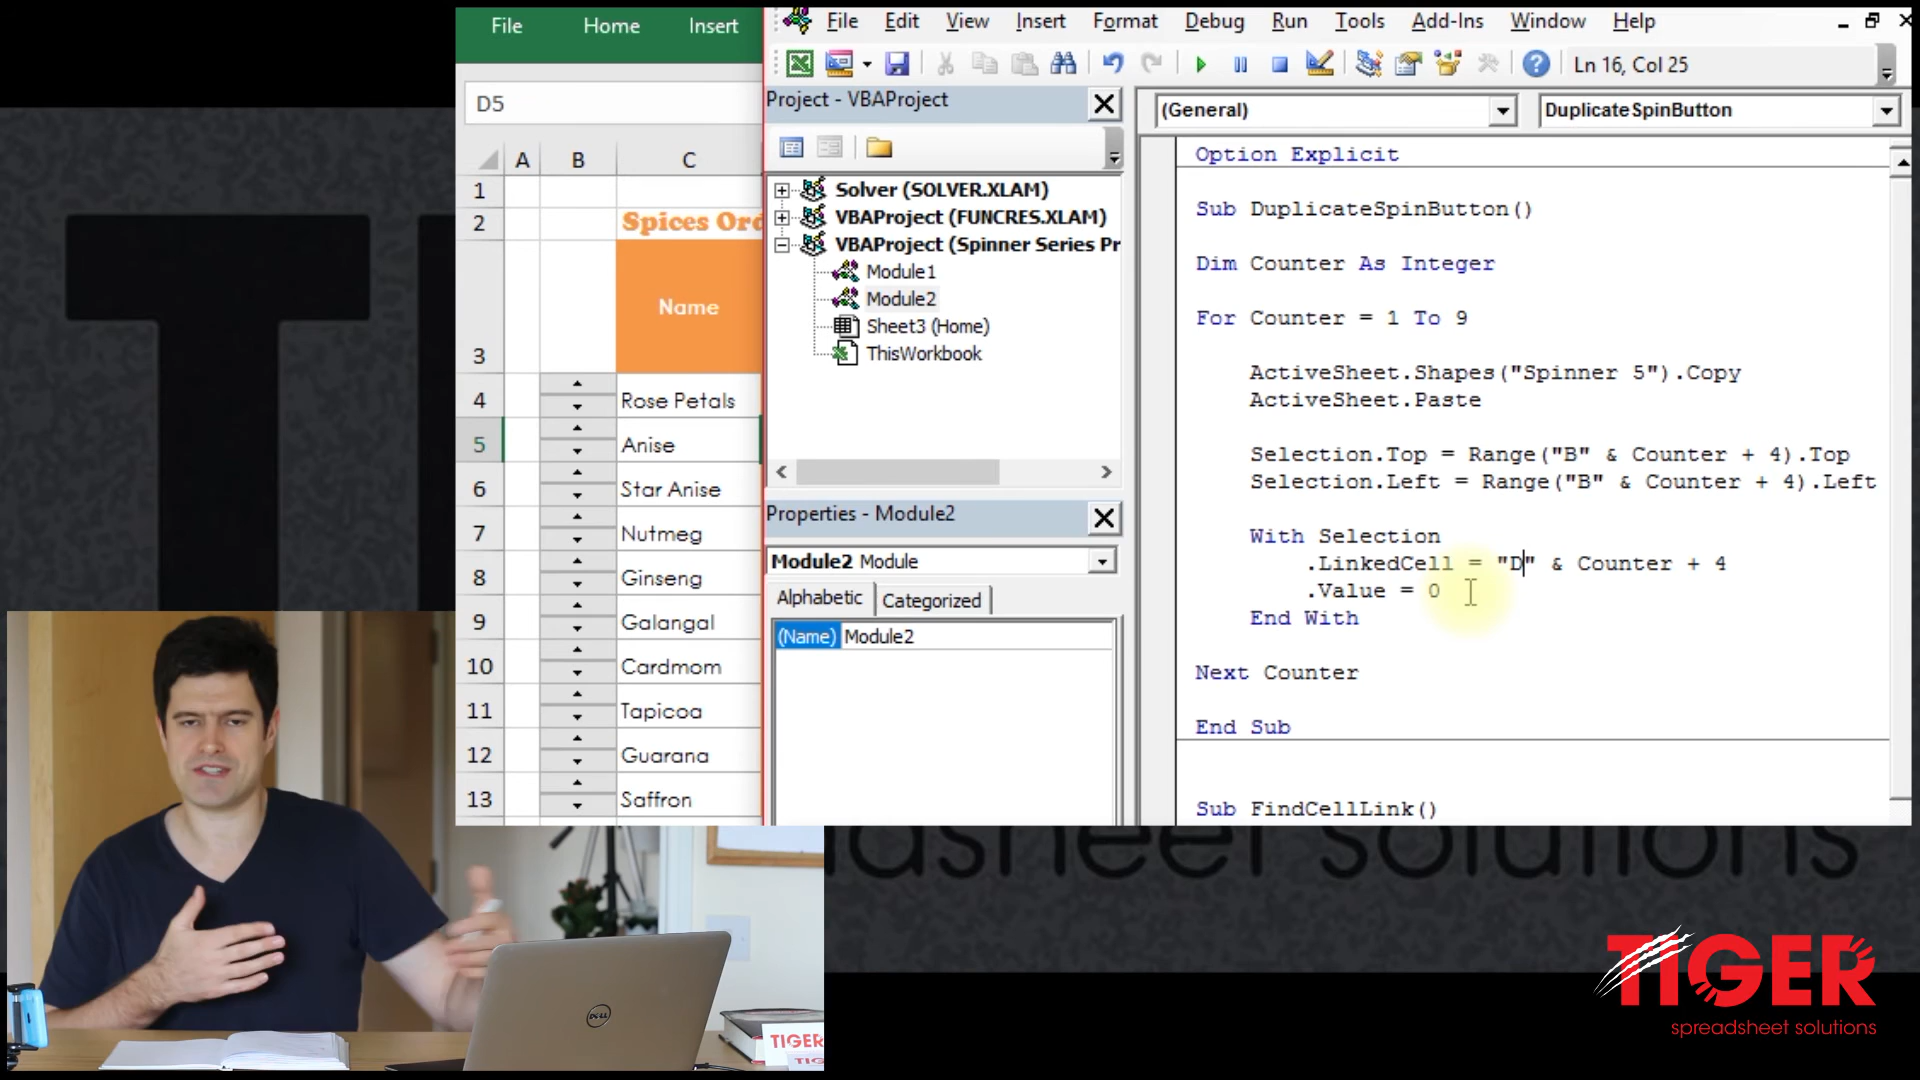 File Home Insert
D5
A B C
1
2 Spices Ord
3 Name
4 Rose Petals
5 Anise
6 Star Anise
7 Nutmeg
8 Ginseng
9 Galangal
10 Cardmom
11 Tapicoa
12 Guarana
13 Saffron
File Edit View Insert Format Debug Run Tools Add-Ins Window Help
Ln 16, Col 25
Project - VBAProject
Solver (SOLVER.XLAM)
VBAProject (FUNCRES.XLAM)
VBAProject (Spinner Series Pr
Module1
Module2
Sheet3 (Home)
ThisWorkbook
Properties - Module2
Module2 Module
Alphabetic Categorized
(Name) Module2
(General) DuplicateSpinButton
Option Explicit
Sub DuplicateSpinButton()
Dim Counter As Integer
For Counter = 1 To 9
ActiveSheet.Shapes("Spinner 5").Copy
ActiveSheet.Paste
Selection.Top = Range("B" & Counter + 4).Top
Selection.Left = Range("B" & Counter + 4).Left
With Selection
.LinkedCell = "D" & Counter + 4
.Value = 0
End With
Next Counter
End Sub
Sub FindCellLink()
adsheet solutions
DELL
TIGER
TIG
TIGER
spreadsheet solutions